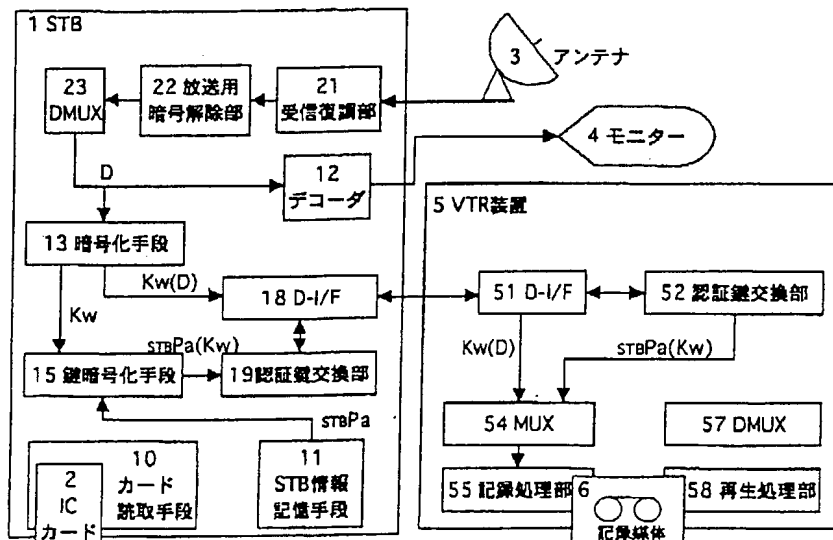 1 STB
23
DMUX
22 放送用
暗号解除部
21
受信復調部
3
アンテナ
4 モニター
D
12
デコーダ
13 暗号化手段
Kw(D)
18 D-I/F
Kw
STBPa(Kw)
15 鍵暗号化手段
19認証鍵交換部
STBPa
10
カード
読取手段
2
IC
カード
11
STB情報
記憶手段
5 VTR装置
51 D-I/F
52 認証鍵交換部
Kw(D)
STBPa(Kw)
54 MUX
57 DMUX
55 記録処理部
6
記録媒体
58 再生処理部